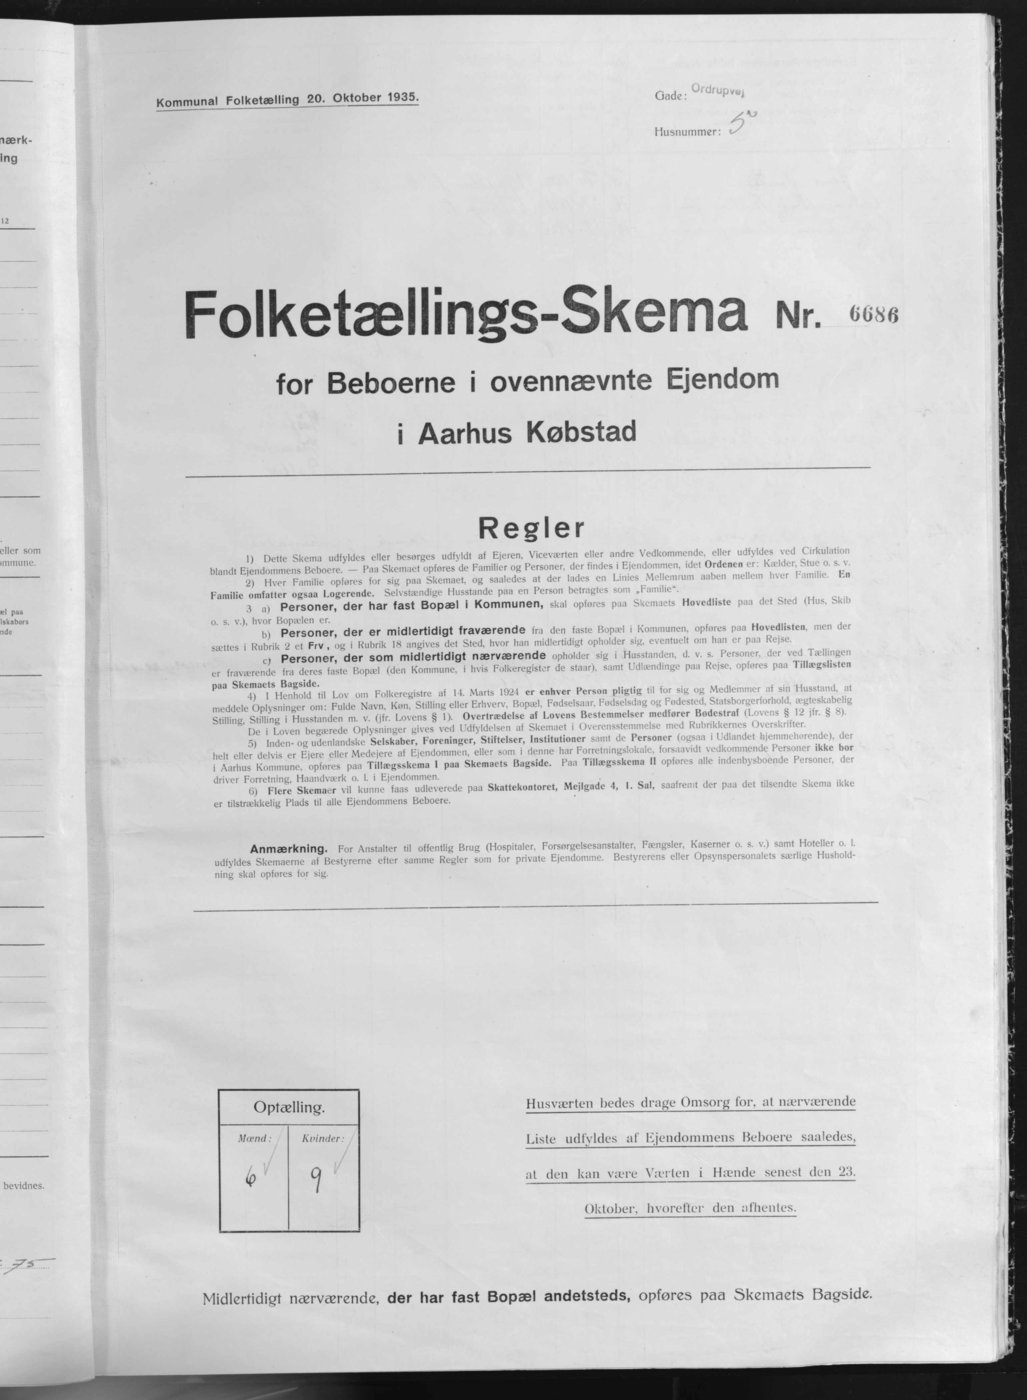 Kommunal Folketælling 20. Oktober 1935.
Gade: Ordrupvej
Husnummer: 5
Folketællings-Skema Nr. 6686
for Beboerne i ovennævnte Ejendom
i Aarhus Købstad
Regler
1) Dette Skema udfyldes eller besørges udfyldt af Ejeren, Viceværten eller andre Vedkommende, eller udfyldes ved Cirkulation
blandt Ejendommens Beboere. — Paa Skemaet opføres de Familier og Personer, der findes i Ejendommen, idet Ordenen er: Kælder, Stue o. s. v.
2) Hver Familie opføres for sig paa Skemaet, og saaledes at der lades en Linies Mellemrum aaben mellem hver Familie. En
Familie omfatter ogsaa Logerende. Selvstændige Husstande paa en Person betragtes som „Familie“.
3 a) Personer, der har fast Bopæl i Kommunen, skal opføres paa Skemaets Hovedliste paa det Sted (Hus, Skib
o. s. v.), hvor Bopælen er.
b) Personer, der er midlertidigt fraværende fra den faste Bopæl i Kommunen, opføres paa Hovedlisten, men der
sættes i Rubrik 2 et Frv, og i Rubrik 18 angives det Sted, hvor han midlertidigt opholder sig, eventuelt om han er paa Rejse.
c) Personer, der som midlertidigt nærværende opholder sig i Husstanden, d. v. s. Personer, der ved Tællingen
er fraværende fra deres faste Bopæl (den Kommune, i hvis Folkeregister de staar), samt Udlændinge paa Rejse, opføres paa Tillægslisten
paa Skemaets Bagside.
4) I Henhold til Lov om Folkeregistre af 14. Marts 1924 er enhver Person pligtig til for sig og Medlemmer af sin Husstand, at
meddele Oplysninger om: Fulde Navn, Køn, Stilling eller Erhverv, Bopæl, Fødselsaar, Fødselsdag og Fødested, Statsborgerforhold, ægteskabelig
Stilling, Stilling i Husstanden m. v. (jfr. Lovens § 1). Overtrædelse af Lovens Bestemmelser medfører Bødestraf (Lovens § 12 jfr. § 8).
De i Loven begærede Oplysninger gives ved Udfyldelsen af Skemaet i Overensstemmelse med Rubrikkernes Overskrifter.
5) Inden- og udenlandske Selskaber, Foreninger, Stiftelser, Institutioner samt de Personer (ogsaa i Udlandet hjemmehørende), der
helt eller delvis er Ejere eller Medejere af Ejendommen, eller som i denne har Forretningslokale, forsaavidt vedkommende Personer ikke bor
i Aarhus Kommune, opføres paa Tillægsskema I paa Skemaets Bagside. Paa Tillægsskema II opføres alle indenbysboende Personer, der
driver Forretning, Haandværk o. l. i Ejendommen.
6) Flere Skemaer vil kunne faas udleverede paa Skattekontoret, Mejlgade 4, 1. Sal, saafremt der paa det tilsendte Skema ikke
er tilstrækkelig Plads til alle Ejendommens Beboere.
Anmærkning. For Anstalter til offentlig Brug (Hospitaler, Forsørgelsesanstalter, Fængsler, Kaserner o. s. v.) samt Hoteller o. l.
udfyldes Skemaerne af Bestyrerne efter samme Regler som for private Ejendomme. Bestyrerens eller Opsynspersonalets særlige Hushold-
ning skal opføres for sig.
Optælling.
Mænd: Kvinder:
6 9
Husværten bedes drage Omsorg for, at nærværende
Liste udfyldes af Ejendommens Beboere saaledes,
at den kan være Værten i Hænde senest den 23.
Oktober, hvorefter den afhentes.
Midlertidigt nærværende, der har fast Bopæl andetsteds, opføres paa Skemaets Bagside.
mærk-
ing
12
eller som
ommune.
æl paa
lskabers
nde
bevidnes.
75